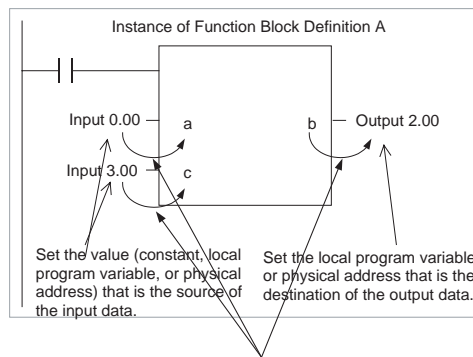 Instance of Function Block Definition A
Input 0.00
a
b
Output 2.00
Input 3.00
c
Set the value (constant, local
program variable, or physical
address) that is the source of
the input data.
Set the local program variable
or physical address that is the
destination of the output data.